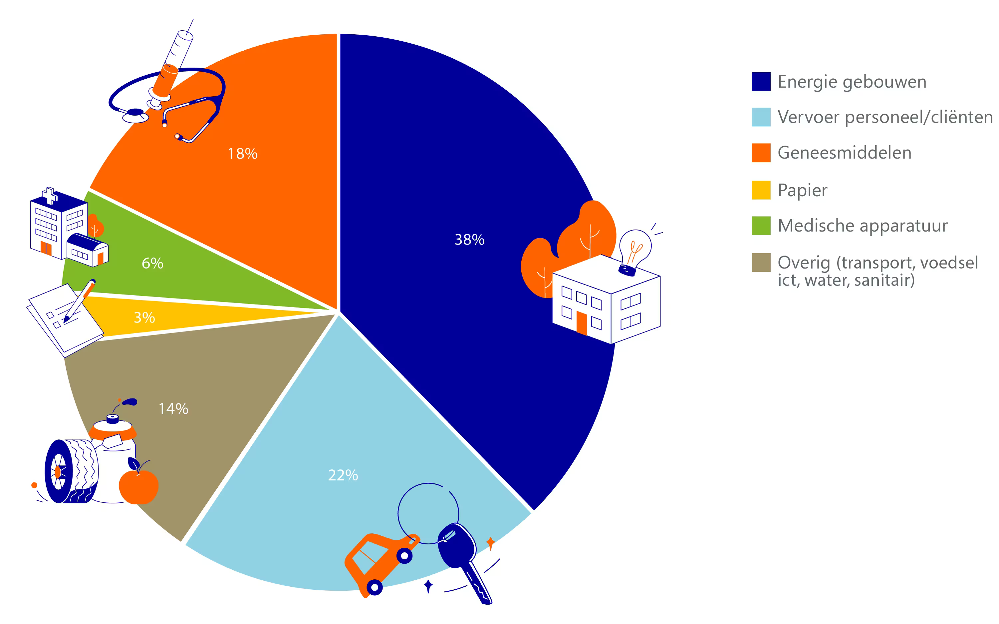 18%
38%
6%
3%
14%
22%
Energie gebouwen
Vervoer personeel/cliënten
Geneesmiddelen
Papier
Medische apparatuur
Overig (transport, voedsel
ict, water, sanitair)